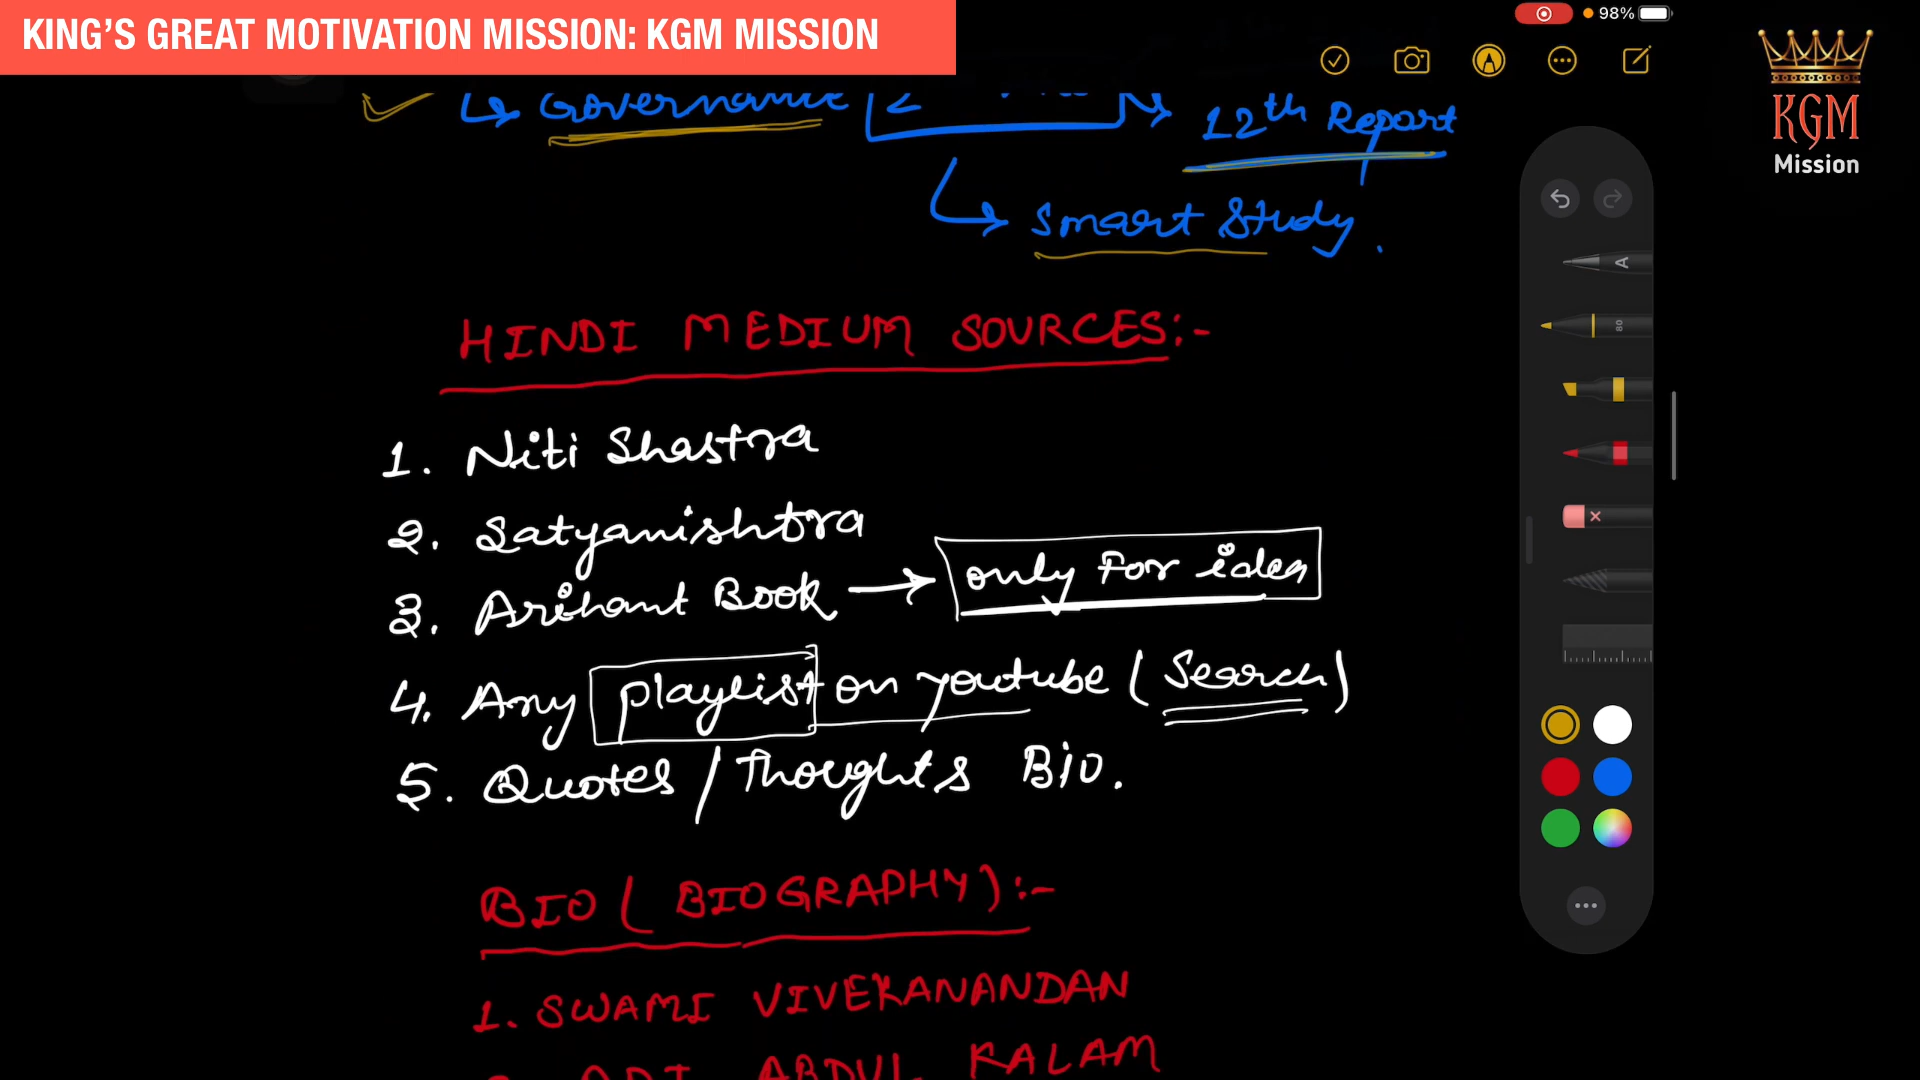 KING'S GREAT MOTIVATION MISSION: KGM MISSION
98%
KGM
Mission
Governance
12th Report
Smart Study.
HINDI MEDIUM SOURCES:-
1. Niti Shastra
2. Satyanishtra
3. Arihant Book → only for idea
4. Any playlist on youtube (Search)
5. Quotes / Thoughts Bio.
BIO (BIOGRAPHY):-
1. SWAMI VIVEKANANDAN
ABDUL KALAM
A
80